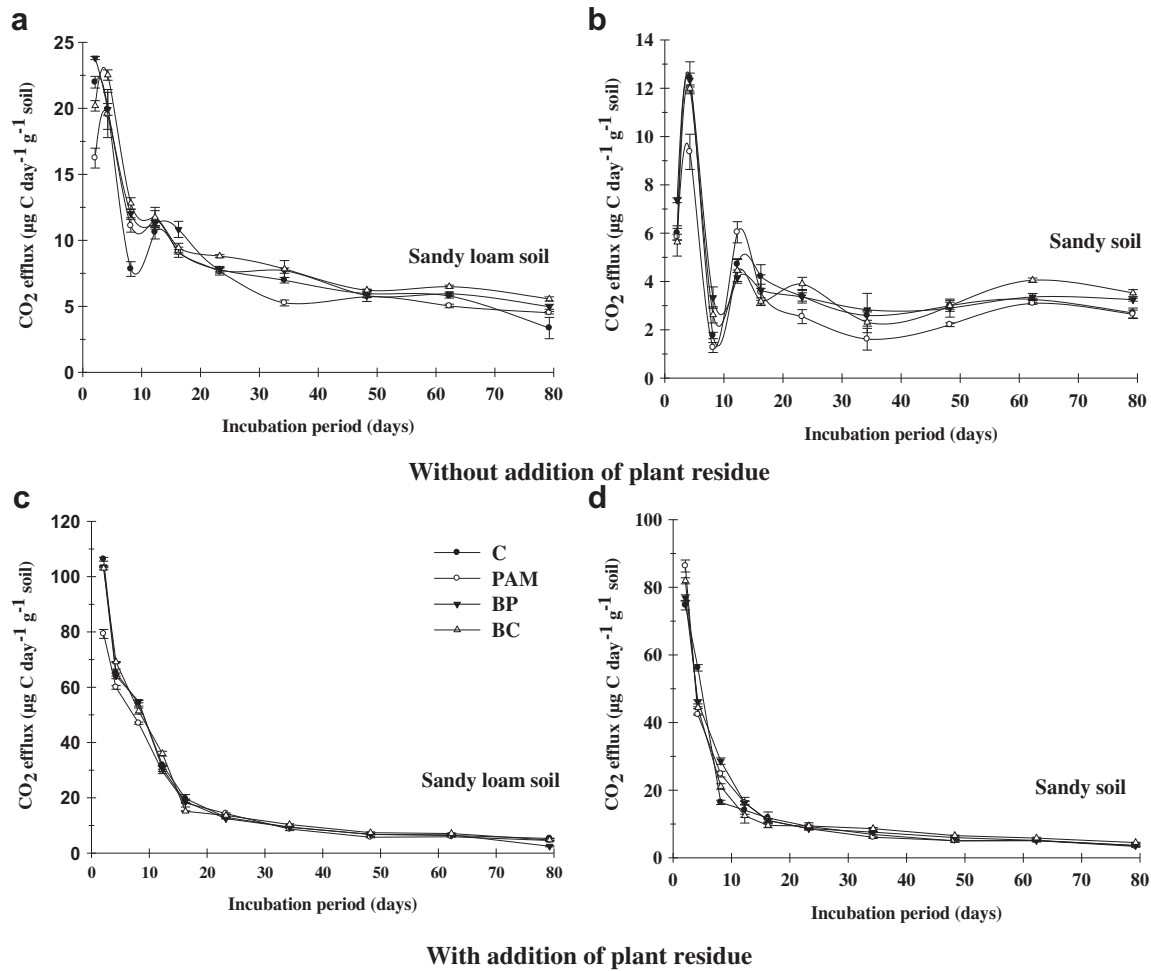 a
25
20
15
10
5
0
CO2 efflux (µg C day-1 g-1 soil)
Sandy loam soil
0 10 20 30 40 50 60 70 80
Incubation period (days)
b
14
12
10
8
6
4
2
0
CO2 efflux (µg C day-1 g-1 soil)
Sandy soil
0 10 20 30 40 50 60 70 80
Incubation period (days)
Without addition of plant residue
c
120
100
80
60
40
20
0
CO2 efflux (µg C day-1 g-1 soil)
C
PAM
BP
BC
Sandy loam soil
0 10 20 30 40 50 60 70 80
Incubation period (days)
d
100
80
60
40
20
0
CO2 efflux (µg C day-1 g-1 soil)
Sandy soil
0 10 20 30 40 50 60 70 80
Incubation period (days)
With addition of plant residue